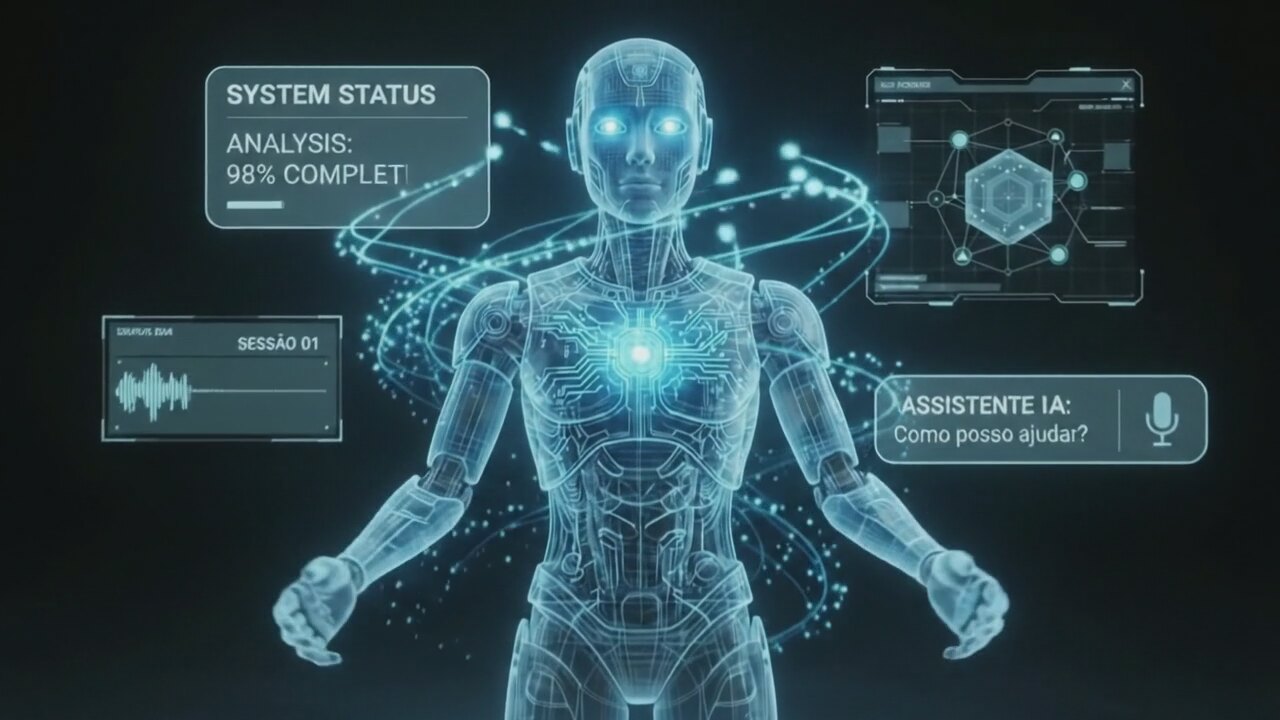 SYSTEM STATUS
ANALYSIS:
98% COMPLET
SESSÃO 01
ASSISTENTE IA:
Como posso ajudar?